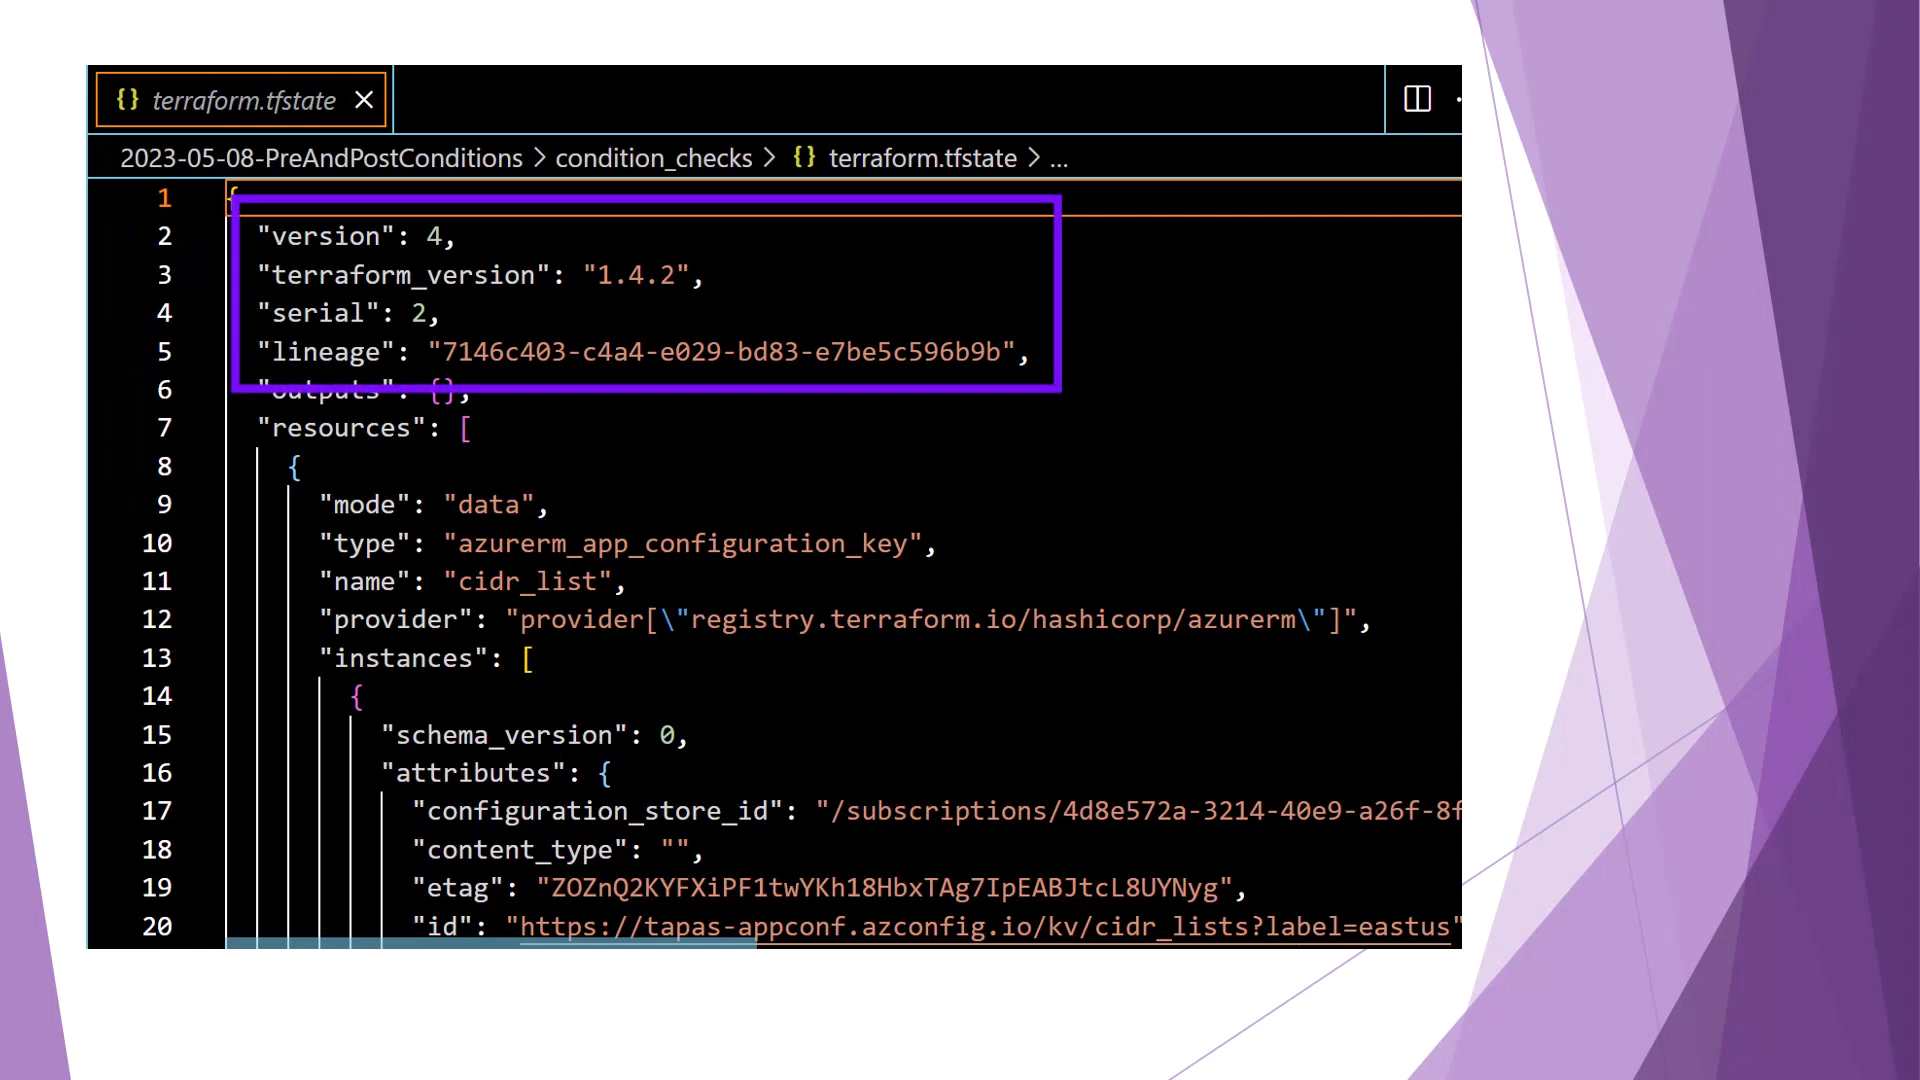 {} terraform.tfstate ×
2023-05-08-PreAndPostConditions > condition_checks > {} terraform.tfstate > ...
1 {
2 "version": 4,
3 "terraform_version": "1.4.2",
4 "serial": 2,
5 "lineage": "7146c403-c4a4-e029-bd83-e7be5c596b9b",
6 "outputs": {},
7 "resources": [
8 {
9 "mode": "data",
10 "type": "azurerm_app_configuration_key",
11 "name": "cidr_list",
12 "provider": "provider[\"registry.terraform.io/hashicorp/azurerm\"]",
13 "instances": [
14 {
15 "schema_version": 0,
16 "attributes": {
17 "configuration_store_id": "/subscriptions/4d8e572a-3214-40e9-a26f-8f
18 "content_type": "",
19 "etag": "ZOZnQ2KYFXiPF1twYKh18HbxTAg7IpEABJtcL8UYNyg",
20 "id": "https://tapas-appconf.azconfig.io/kv/cidr_lists?label=eastus"